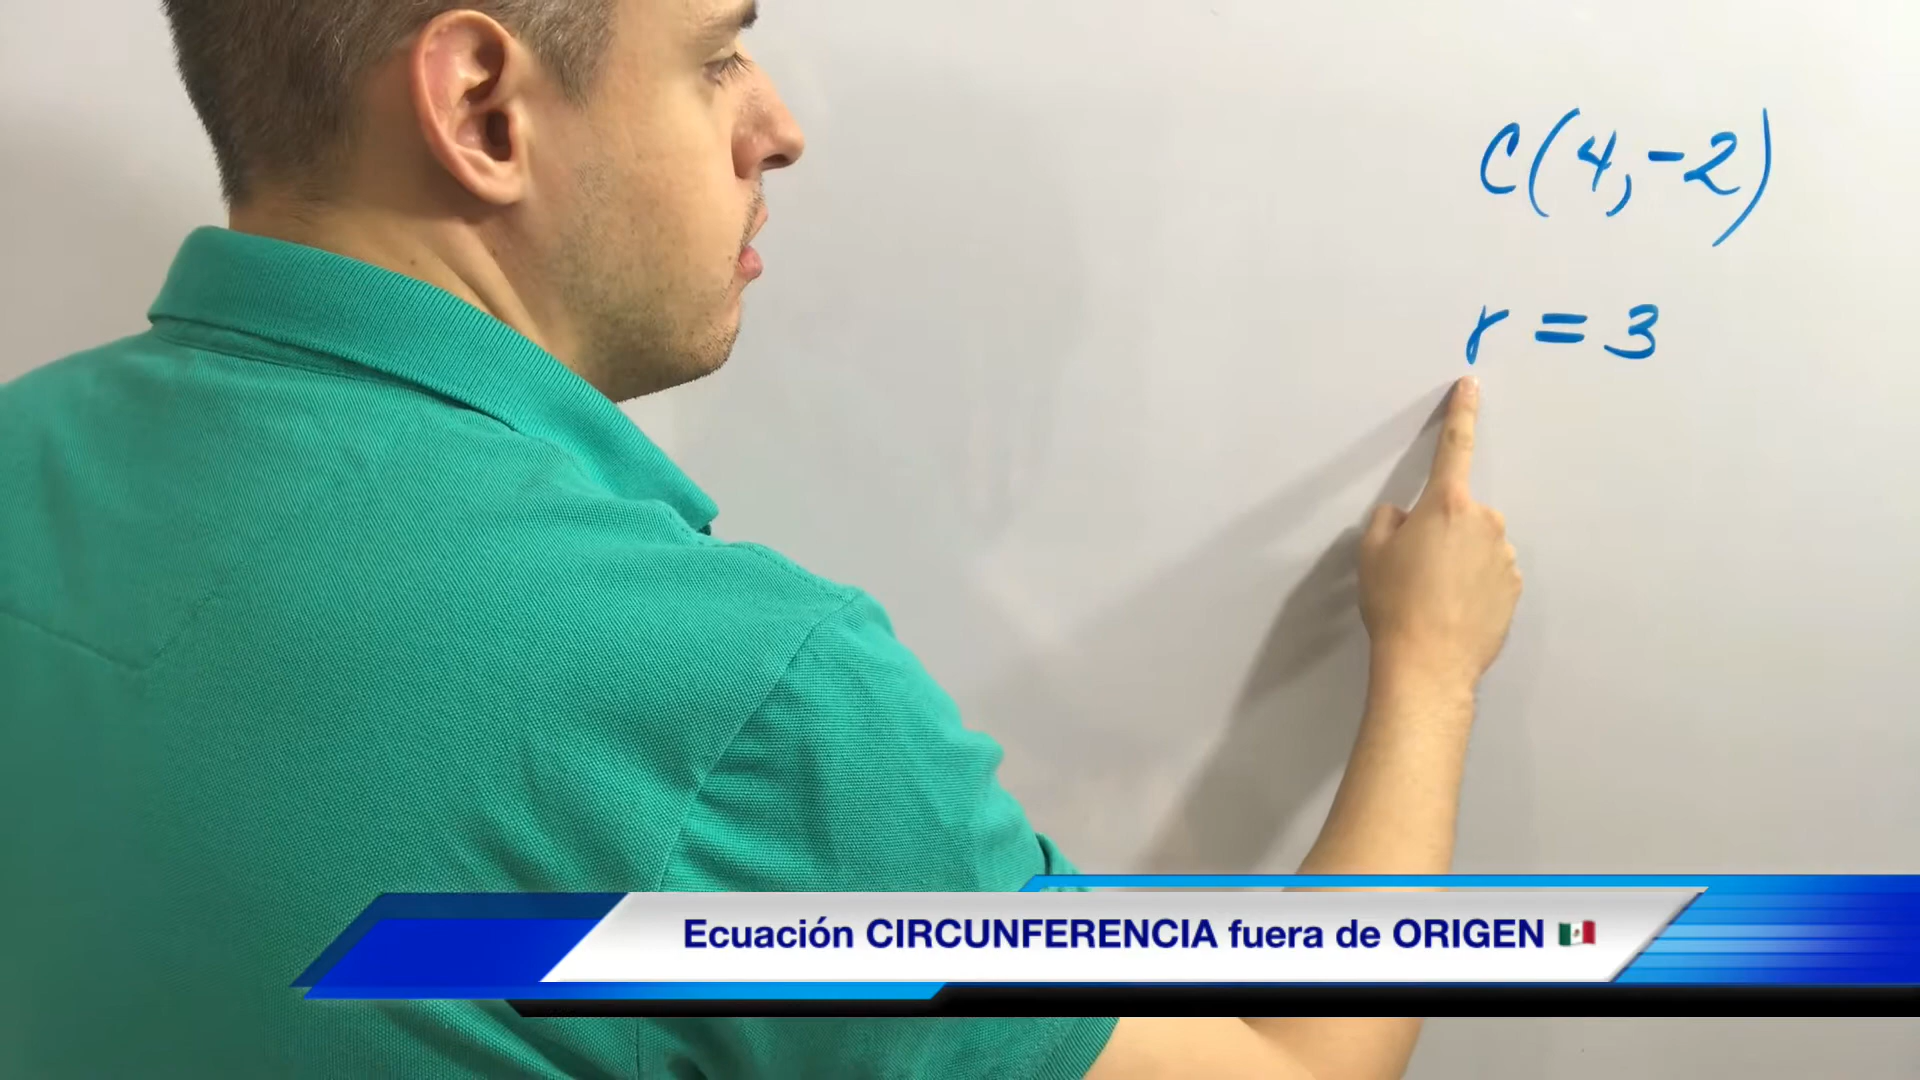 C(4,-2)
r = 3
Ecuación CIRCUNFERENCIA fuera de ORIGEN 🇲🇽